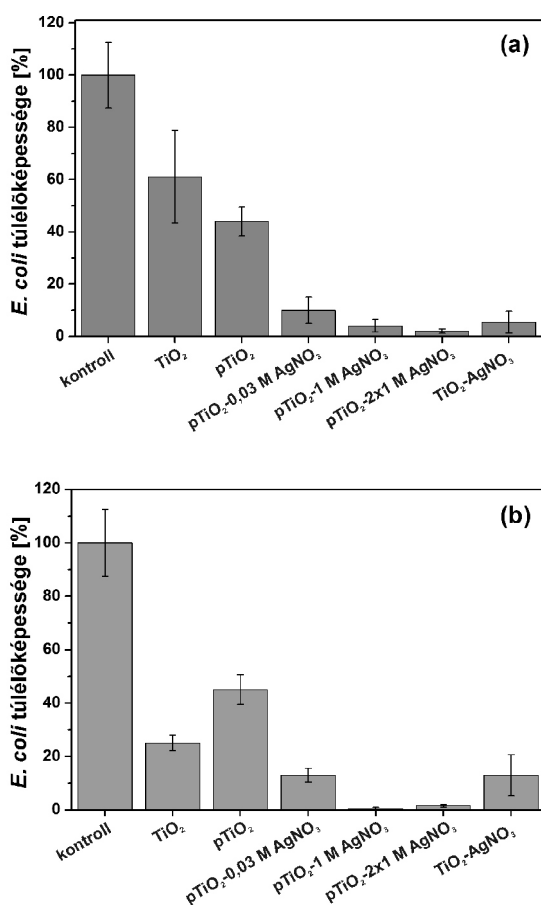 (a)
E. coli túlélõképessége [%]
120
100
80
60
40
20
0
kontroll
TiO₂
pTiO₂
pTiO₂-0,03 M AgNO₃
pTiO₂-1 M AgNO₃
pTiO₂-2x1 M AgNO₃
TiO₂-AgNO₃
(b)
E. coli túlélõképessége [%]
120
100
80
60
40
20
0
kontroll
TiO₂
pTiO₂
pTiO₂-0,03 M AgNO₃
pTiO₂-1 M AgNO₃
pTiO₂-2x1 M AgNO₃
TiO₂-AgNO₃